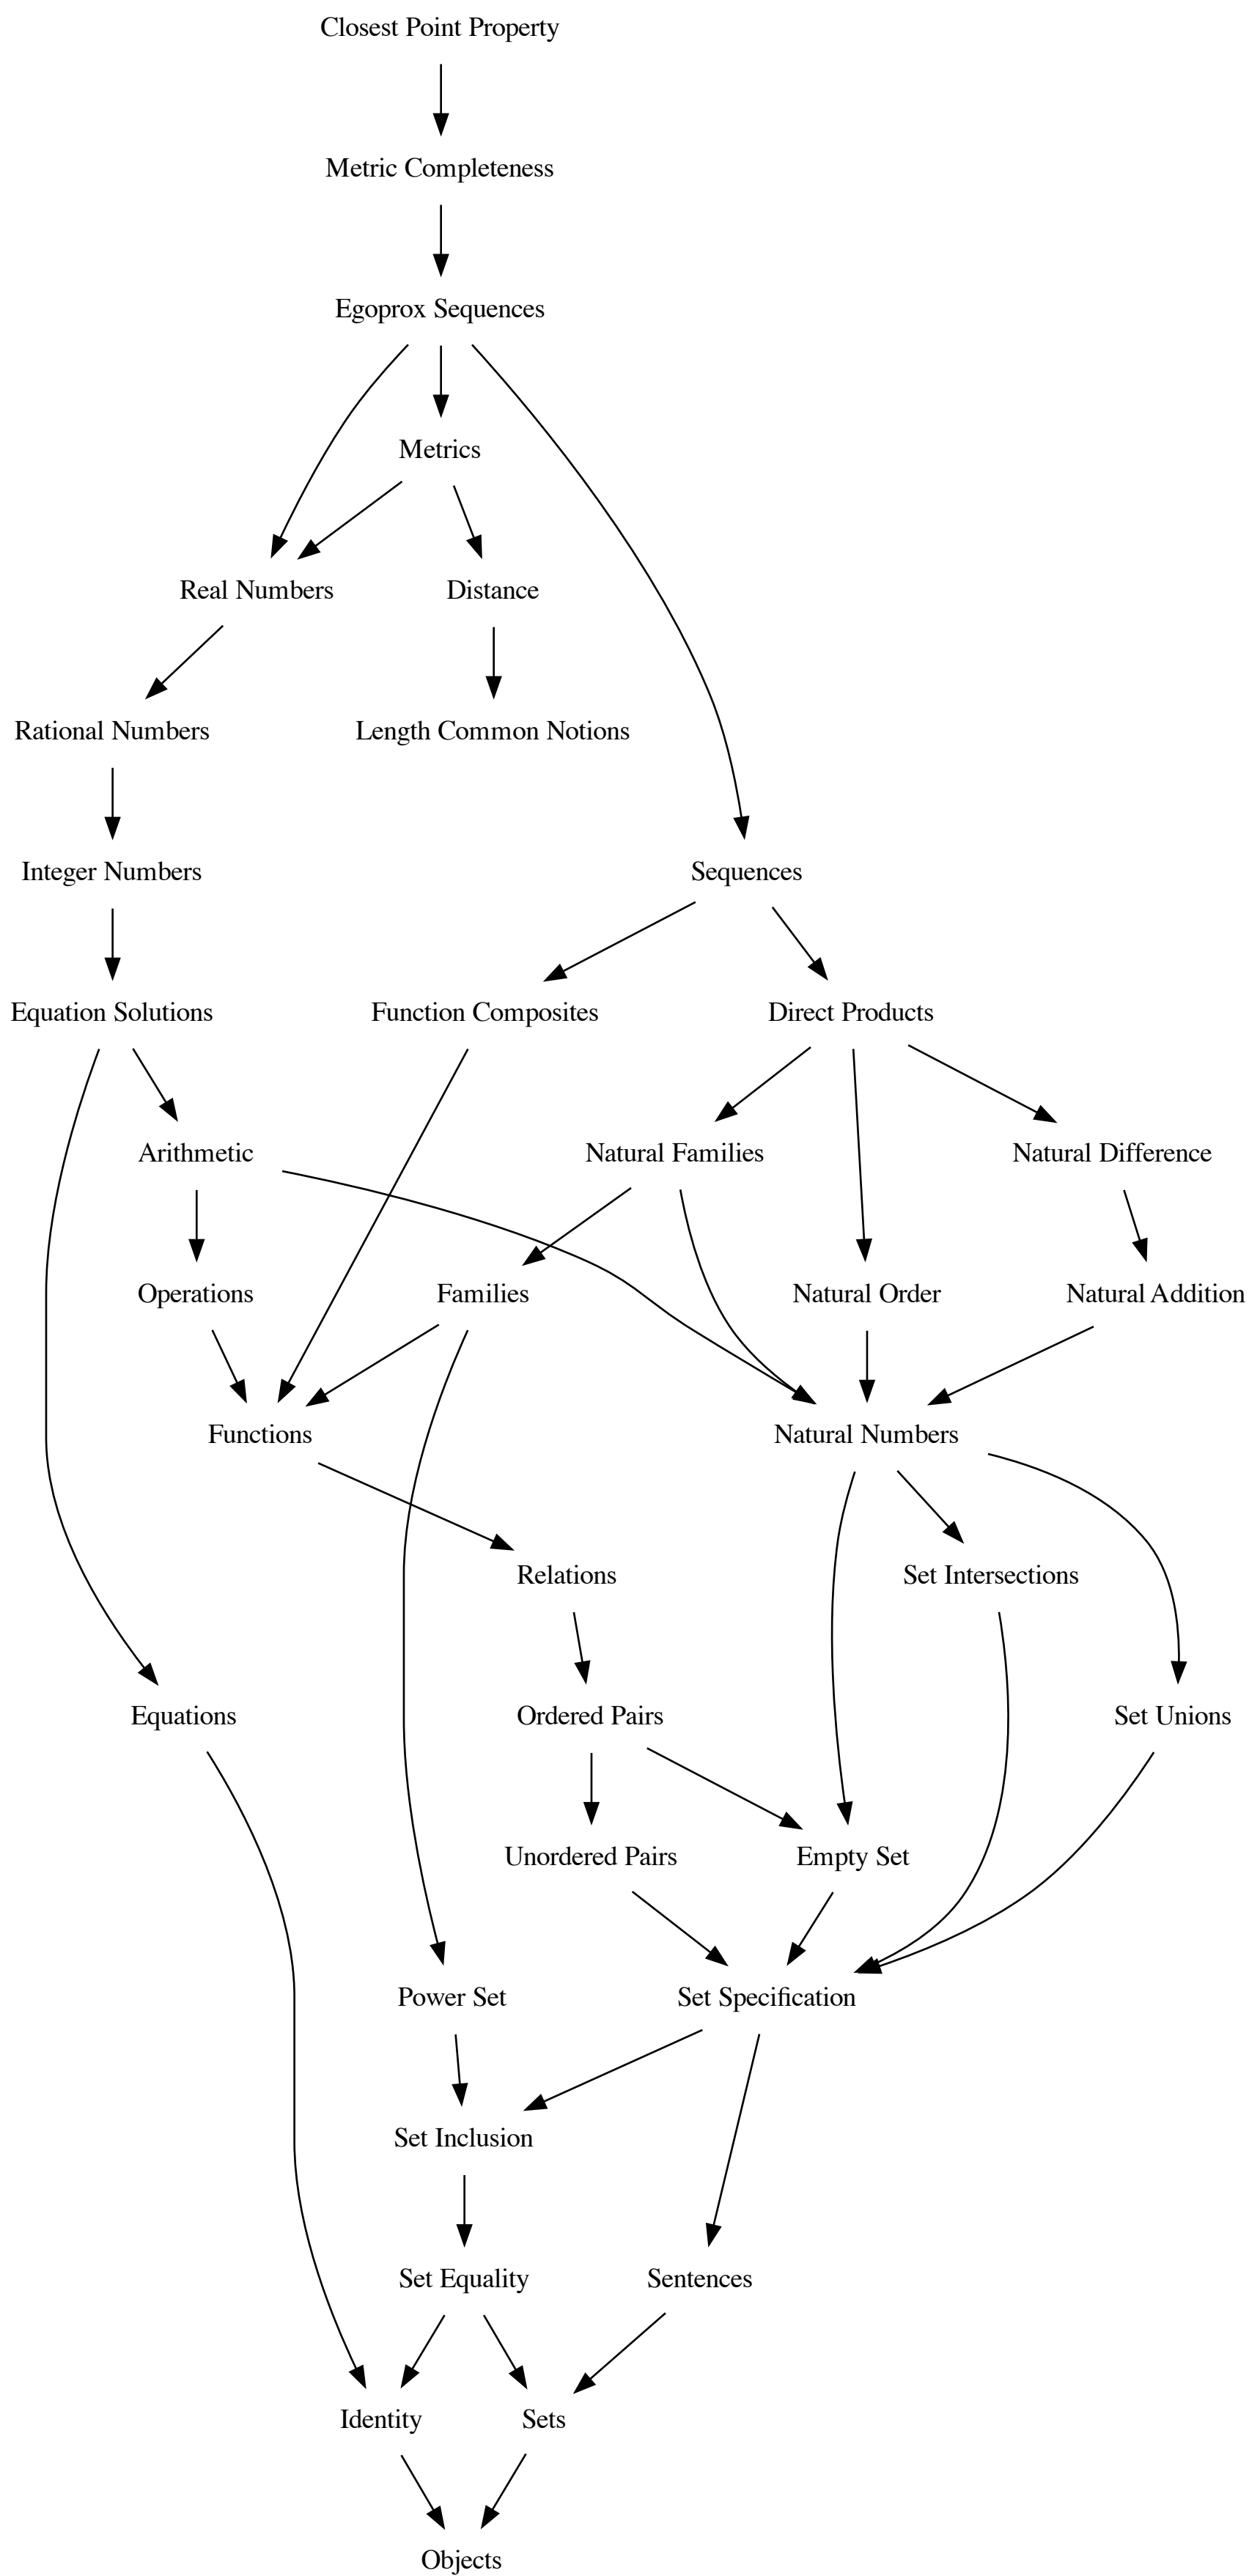 Closest Point Property
Metric Completeness
Egoprox Sequences
Metrics
Real Numbers
Distance
Rational Numbers
Length Common Notions
Integer Numbers
Sequences
Equation Solutions
Function Composites
Direct Products
Arithmetic
Natural Families
Natural Difference
Operations
Families
Natural Order
Natural Addition
Functions
Natural Numbers
Relations
Set Intersections
Equations
Ordered Pairs
Set Unions
Unordered Pairs
Empty Set
Power Set
Set Specification
Set Inclusion
Set Equality
Sentences
Identity
Sets
Objects